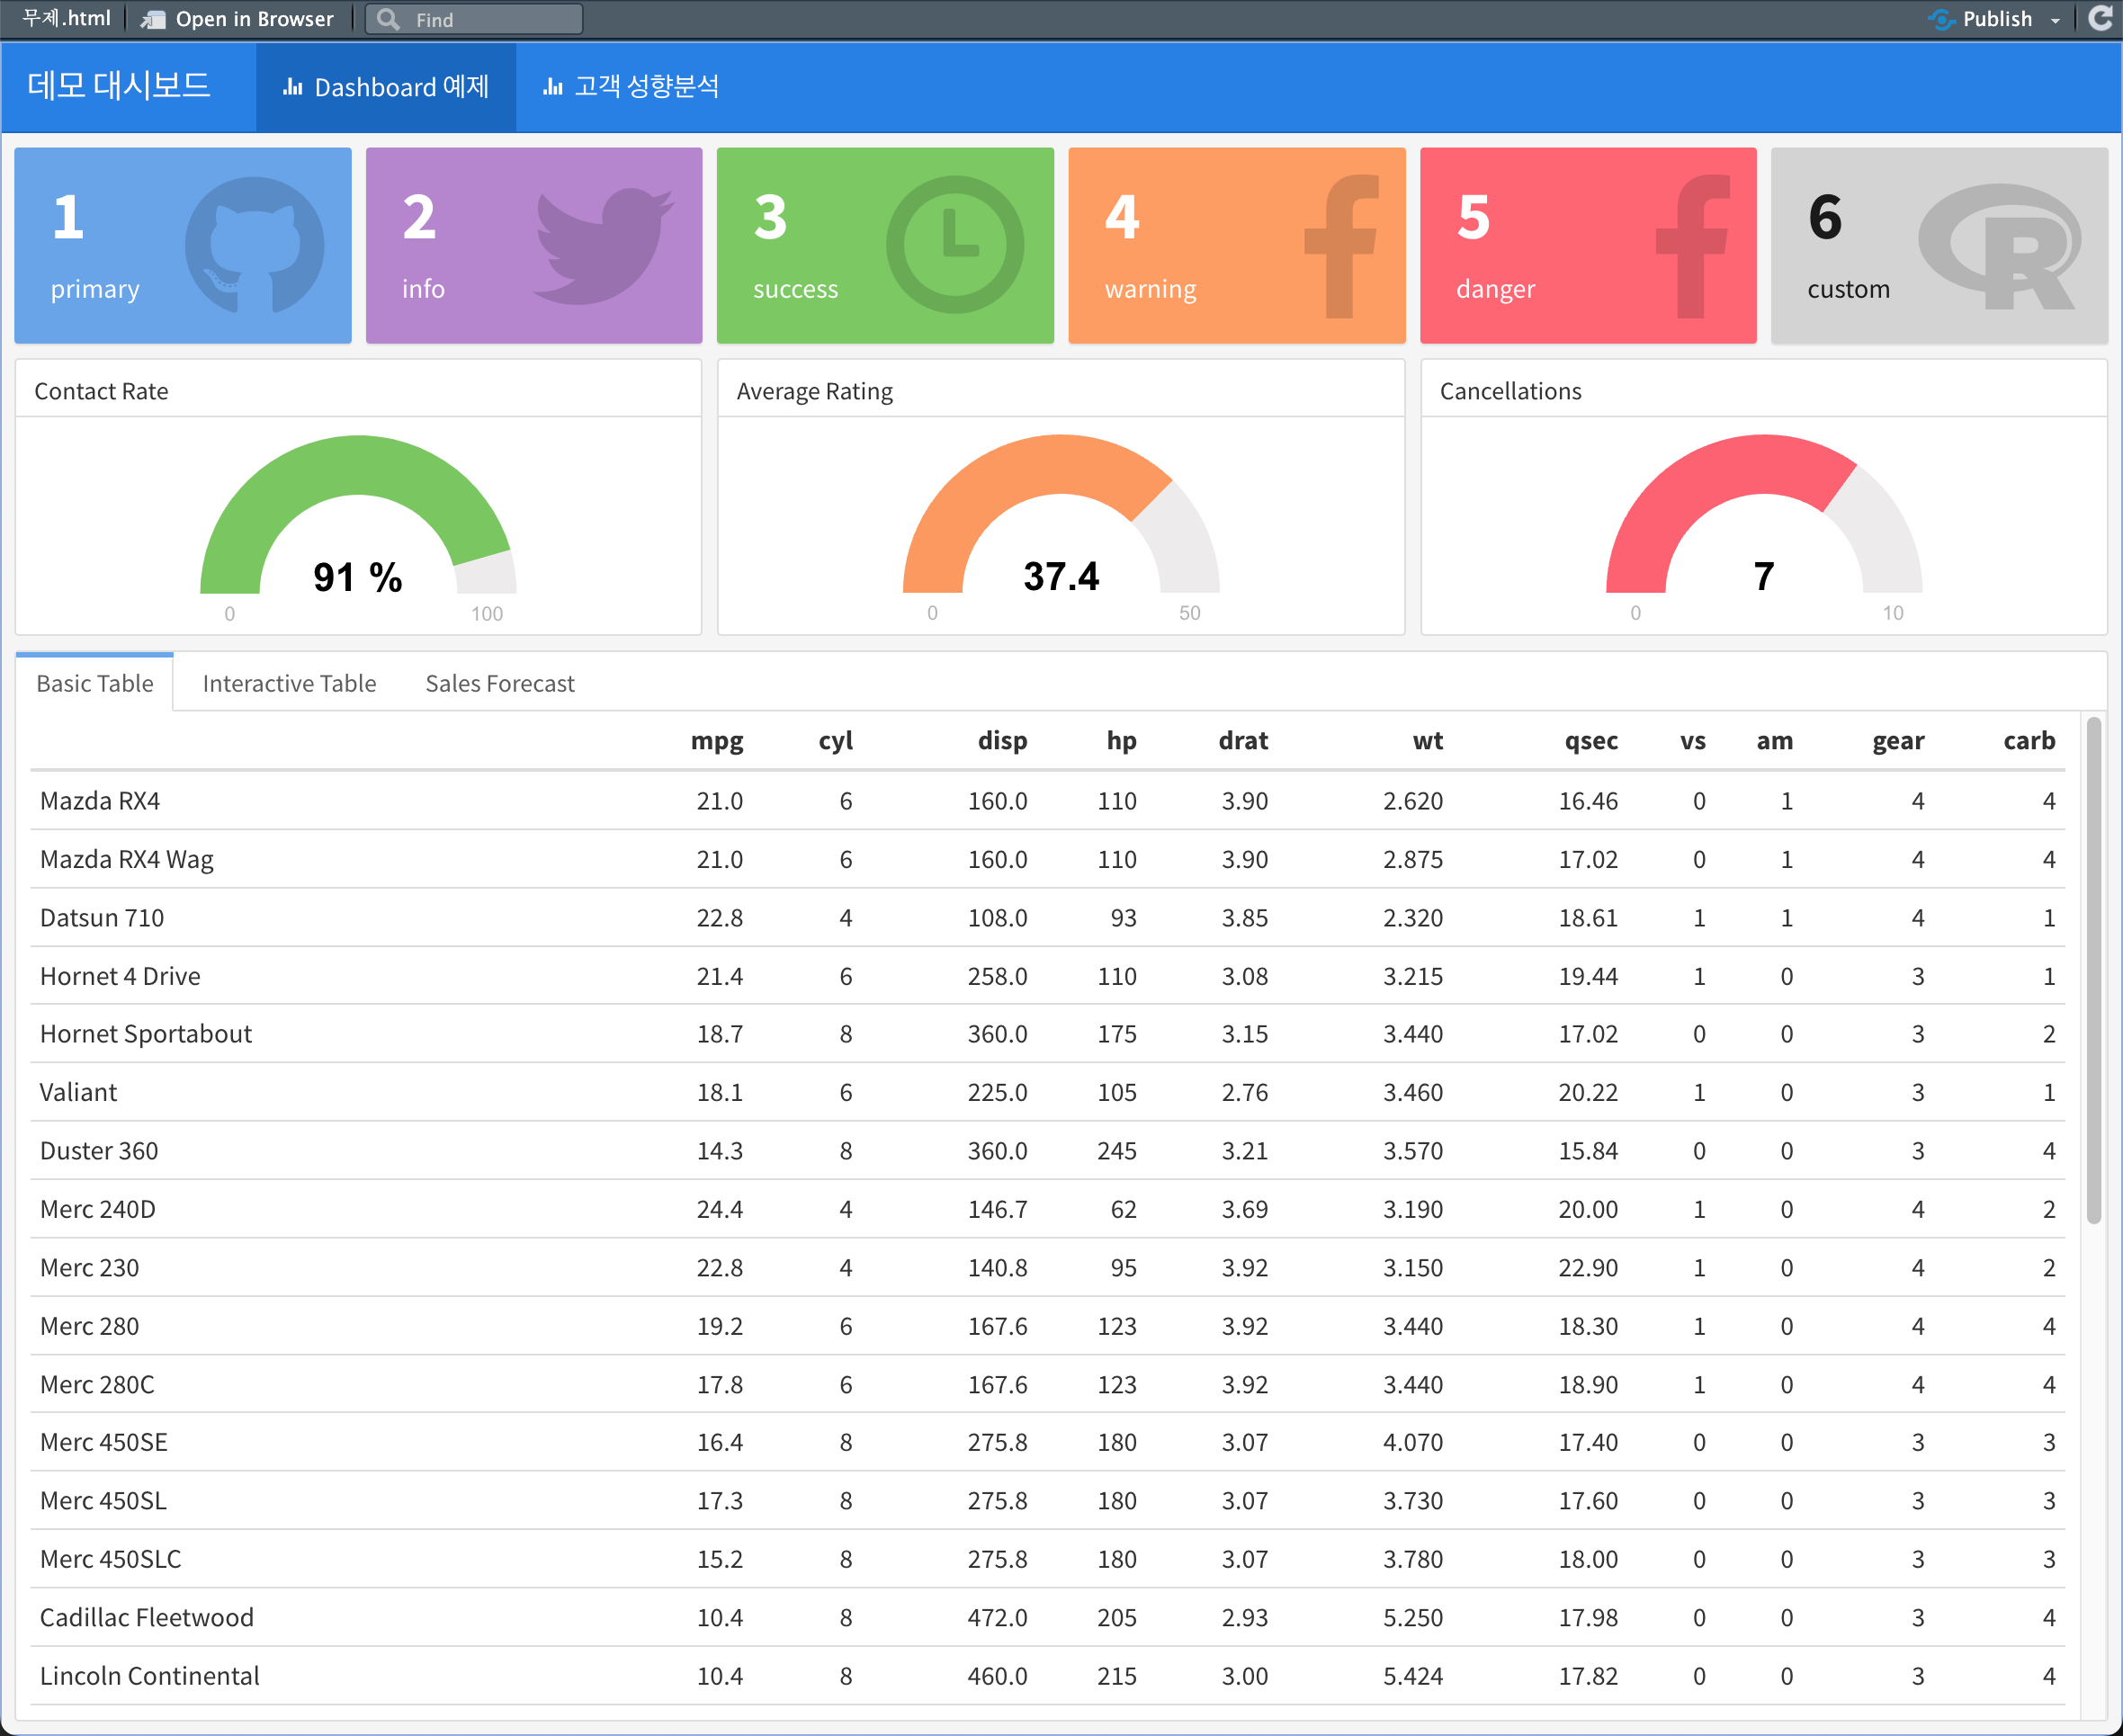 무제.html Open in Browser Find Publish
데모 대시보드 Dashboard 예제 고객 성향분석
1 2 3 4 5 6
primary info success warning danger custom
Contact Rate Average Rating Cancellations
91 % 37.4 7
0 100 0 50 0 10
Basic Table Interactive Table Sales Forecast
mpg cyl disp hp drat wt qsec vs am gear carb
Mazda RX4 21.0 6 160.0 110 3.90 2.620 16.46 0 1 4 4
Mazda RX4 Wag 21.0 6 160.0 110 3.90 2.875 17.02 0 1 4 4
Datsun 710 22.8 4 108.0 93 3.85 2.320 18.61 1 1 4 1
Hornet 4 Drive 21.4 6 258.0 110 3.08 3.215 19.44 1 0 3 1
Hornet Sportabout 18.7 8 360.0 175 3.15 3.440 17.02 0 0 3 2
Valiant 18.1 6 225.0 105 2.76 3.460 20.22 1 0 3 1
Duster 360 14.3 8 360.0 245 3.21 3.570 15.84 0 0 3 4
Merc 240D 24.4 4 146.7 62 3.69 3.190 20.00 1 0 4 2
Merc 230 22.8 4 140.8 95 3.92 3.150 22.90 1 0 4 2
Merc 280 19.2 6 167.6 123 3.92 3.440 18.30 1 0 4 4
Merc 280C 17.8 6 167.6 123 3.92 3.440 18.90 1 0 4 4
Merc 450SE 16.4 8 275.8 180 3.07 4.070 17.40 0 0 3 3
Merc 450SL 17.3 8 275.8 180 3.07 3.730 17.60 0 0 3 3
Merc 450SLC 15.2 8 275.8 180 3.07 3.780 18.00 0 0 3 3
Cadillac Fleetwood 10.4 8 472.0 205 2.93 5.250 17.98 0 0 3 4
Lincoln Continental 10.4 8 460.0 215 3.00 5.424 17.82 0 0 3 4